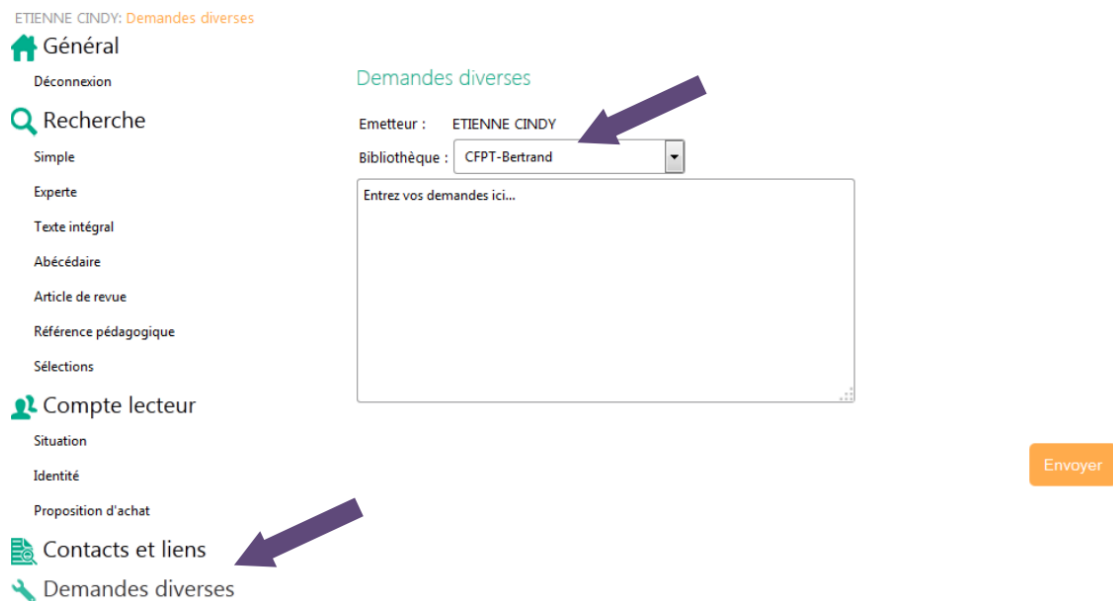 ETIENNE CINDY: Demandes diverses
Général
Déconnexion
Recherche
Simple
Experte
Texte intégral
Abécédaire
Article de revue
Référence pédagogique
Sélections
Compte lecteur
Situation
Identité
Proposition d'achat
Contacts et liens
Demandes diverses
Demandes diverses
Emetteur : ETIENNE CINDY
Bibliothèque : CFPT-Bertrand
Entrez vos demandes ici...
Envoyer